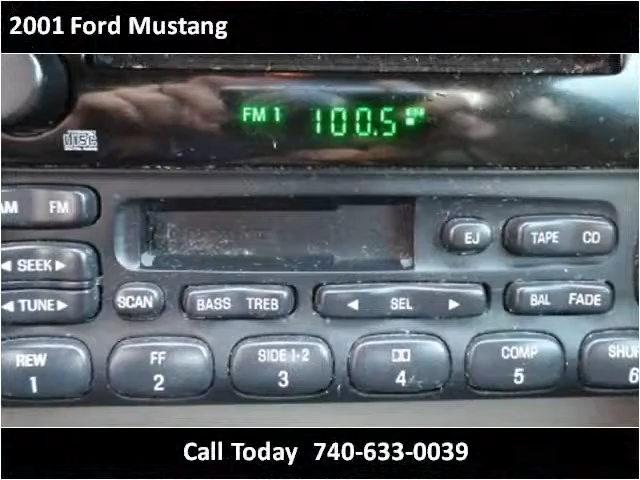 2001 Ford Mustang
FM 1 100.5
DISC
AM FM
EJ
TAPE CD
◄ SEEK ►
◄ TUNE ►
SCAN
BASS TREB
◄ SEL ►
BAL FADE
REW
1
FF
2
SIDE 1•2
3
4
COMP
5
SHUF
6
Call Today 740-633-0039